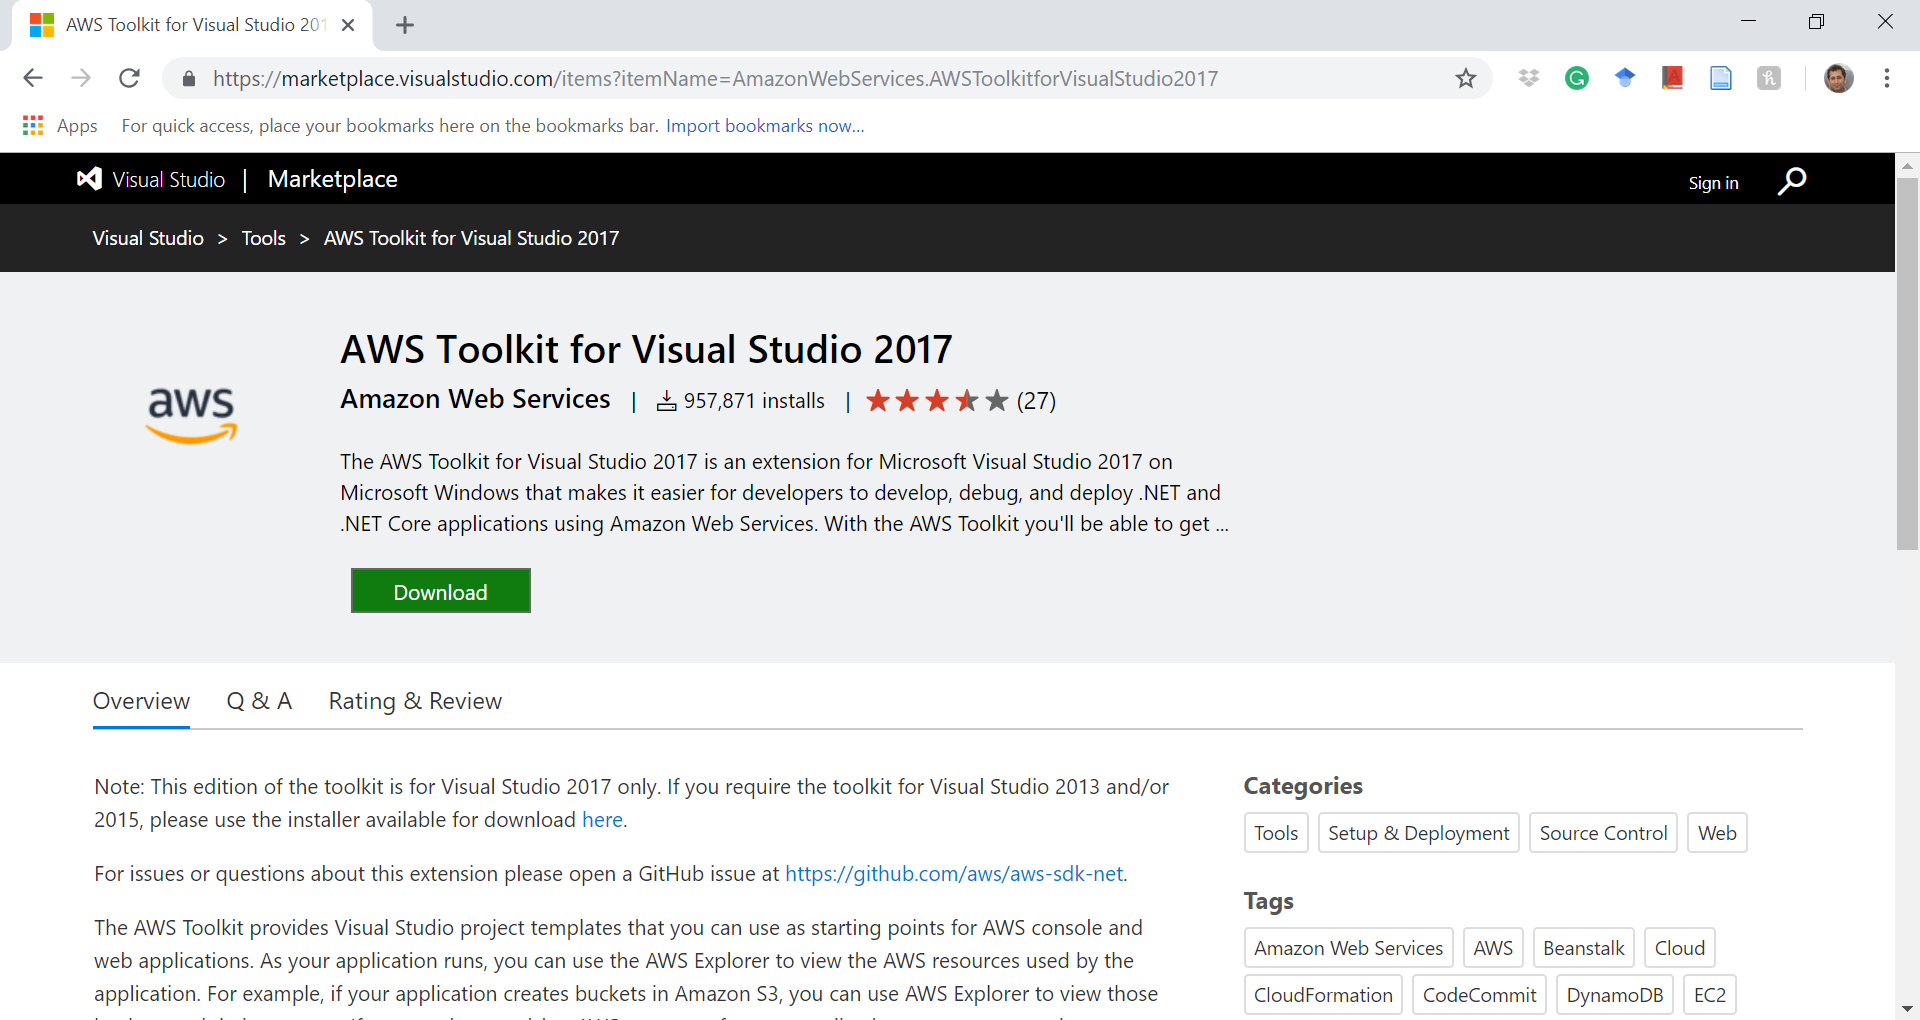 AWS Toolkit for Visual Studio 201
https://marketplace.visualstudio.com/items?itemName=AmazonWebServices.AWSToolkitforVisualStudio2017
Apps For quick access, place your bookmarks here on the bookmarks bar. Import bookmarks now...
Visual Studio | Marketplace
Sign in
Visual Studio > Tools > AWS Toolkit for Visual Studio 2017
aws
AWS Toolkit for Visual Studio 2017
Amazon Web Services | 957,871 installs | (27)
The AWS Toolkit for Visual Studio 2017 is an extension for Microsoft Visual Studio 2017 on
Microsoft Windows that makes it easier for developers to develop, debug, and deploy .NET and
.NET Core applications using Amazon Web Services. With the AWS Toolkit you'll be able to get ...
Download
Overview Q & A Rating & Review
Note: This edition of the toolkit is for Visual Studio 2017 only. If you require the toolkit for Visual Studio 2013 and/or
2015, please use the installer available for download here.
For issues or questions about this extension please open a GitHub issue at https://github.com/aws/aws-sdk-net.
The AWS Toolkit provides Visual Studio project templates that you can use as starting points for AWS console and
web applications. As your application runs, you can use the AWS Explorer to view the AWS resources used by the
application. For example, if your application creates buckets in Amazon S3, you can use AWS Explorer to view those
Categories
Tools Setup & Deployment Source Control Web
Tags
Amazon Web Services AWS Beanstalk Cloud
CloudFormation CodeCommit DynamoDB EC2